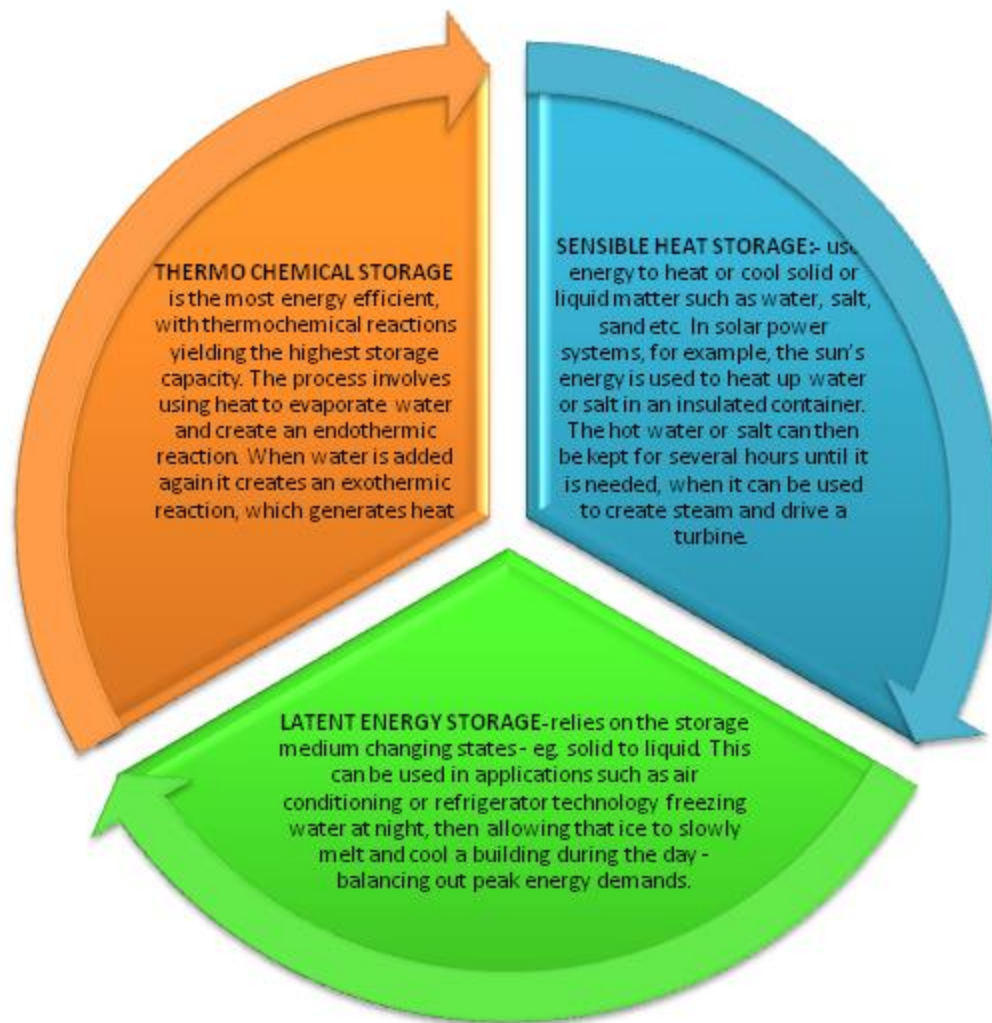 THERMO CHEMICAL STORAGE
is the most energy efficient,
with thermochemical reactions
yielding the highest storage
capacity. The process involves
using heat to evaporate water
and create an endothermic
reaction. When water is added
again it creates an exothermic
reaction, which generates heat
SENSIBLE HEAT STORAGE:-
energy to heat or cool solid or
liquid matter such as water, salt,
sand etc. In solar power
systems, for example, the sun's
energy is used to heat up water
or salt in an insulated container.
The hot water or salt can then
be kept for several hours until it
is needed, when it can be used
to create steam and drive a
turbine.
LATENT ENERGY STORAGE-relies on the storage
medium changing states - eg. solid to liquid. This
can be used in applications such as air
conditioning or refrigerator technology freezing
water at night, then allowing that ice to slowly
melt and cool a building during the day -
balancing out peak energy demands.